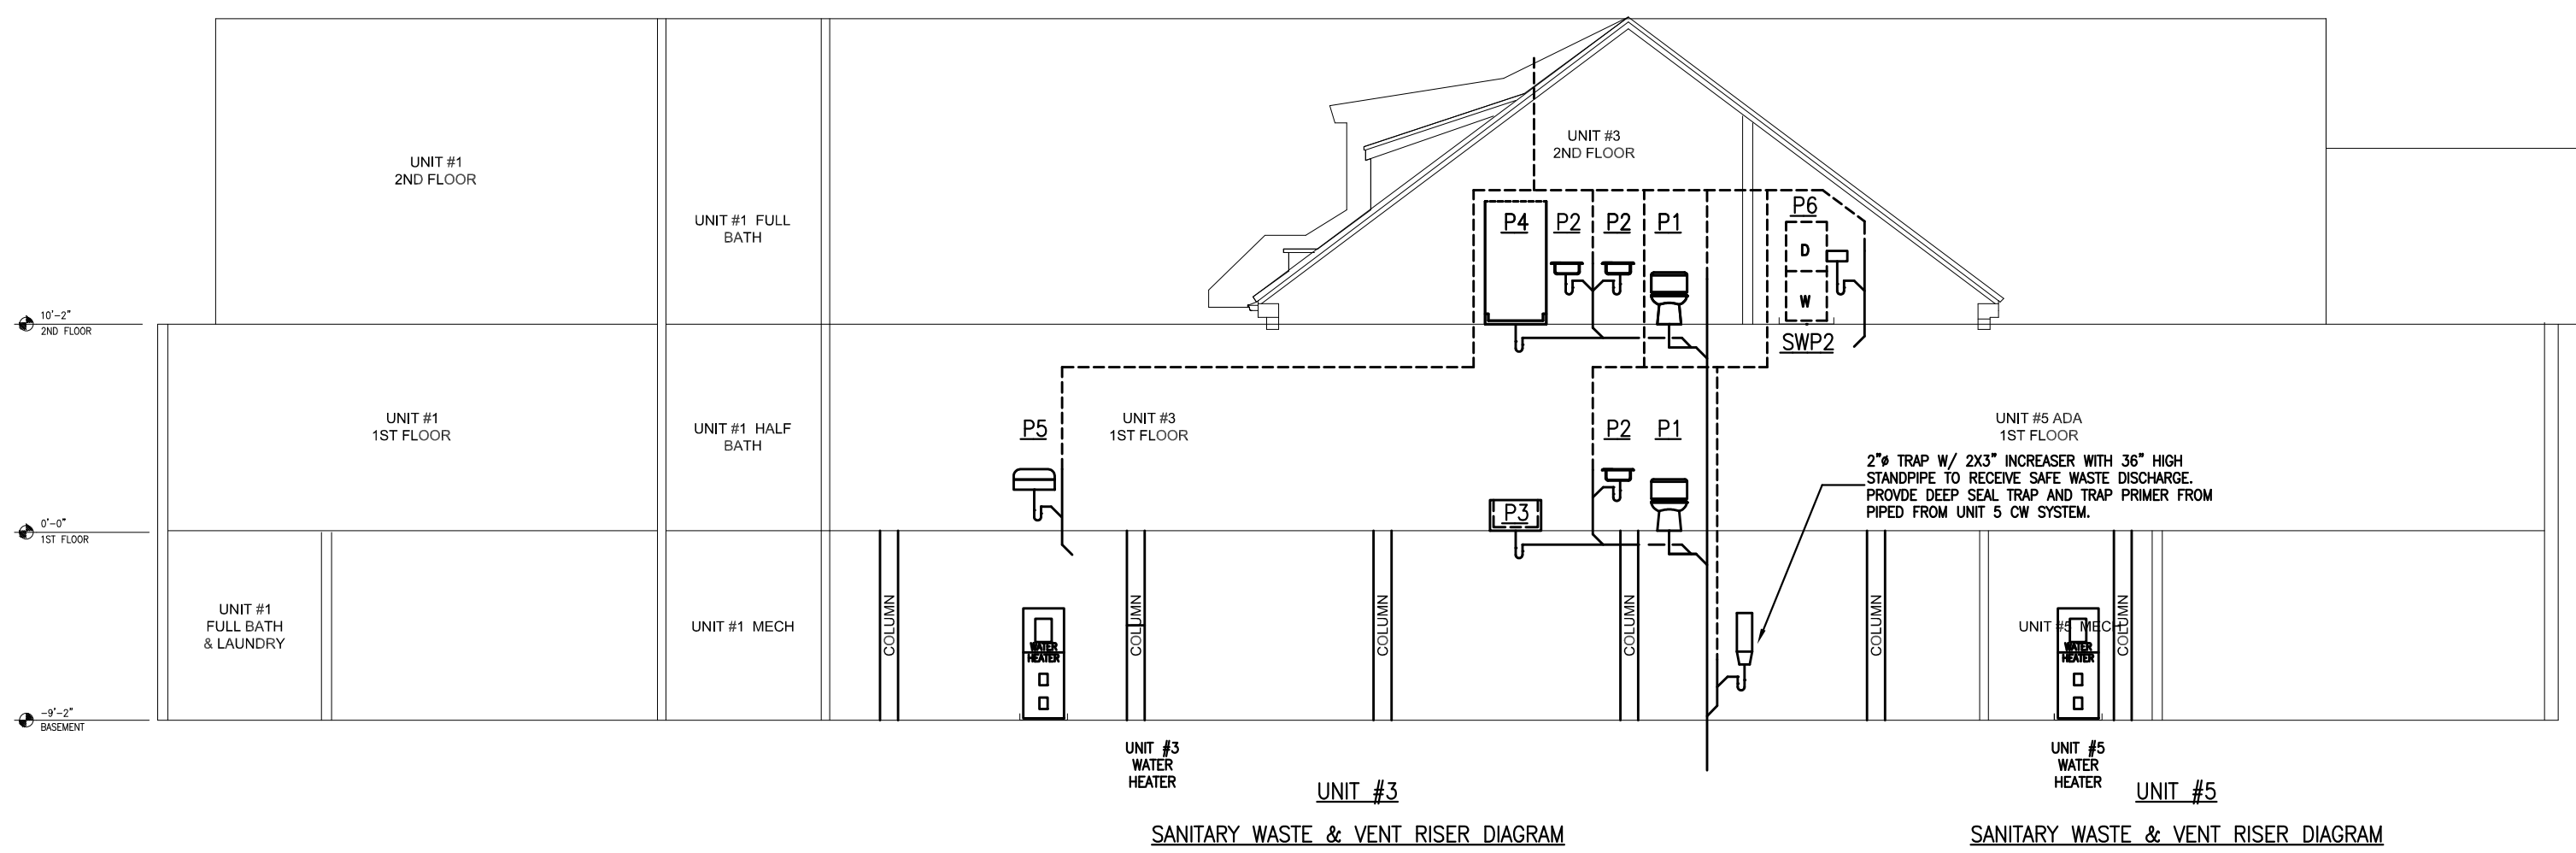 UNIT #1
2ND FLOOR
UNIT #1 FULL
BATH
UNIT #3
2ND FLOOR
P4
P2
P2
P1
P6
D
W
SWP2
10'-2"
2ND FLOOR
UNIT #1
1ST FLOOR
UNIT #1 HALF
BATH
P5
UNIT #3
1ST FLOOR
P2
P1
P3
UNIT #5 ADA
1ST FLOOR
2"ø TRAP W/ 2X3" INCREASER WITH 36" HIGH
STANDPIPE TO RECEIVE SAFE WASTE DISCHARGE.
PROVDE DEEP SEAL TRAP AND TRAP PRIMER FROM
PIPED FROM UNIT 5 CW SYSTEM.
0'-0"
1ST FLOOR
UNIT #1
FULL BATH
& LAUNDRY
UNIT #1 MECH
COLUMN
WATER
HEATER
COLUMN
COLUMN
COLUMN
COLUMN
UNIT #5 MECH
WATER
HEATER
COLUMN
-9'-2"
BASEMENT
UNIT #3
WATER
HEATER
UNIT #5
WATER
HEATER
UNIT #3
SANITARY WASTE & VENT RISER DIAGRAM
UNIT #5
SANITARY WASTE & VENT RISER DIAGRAM